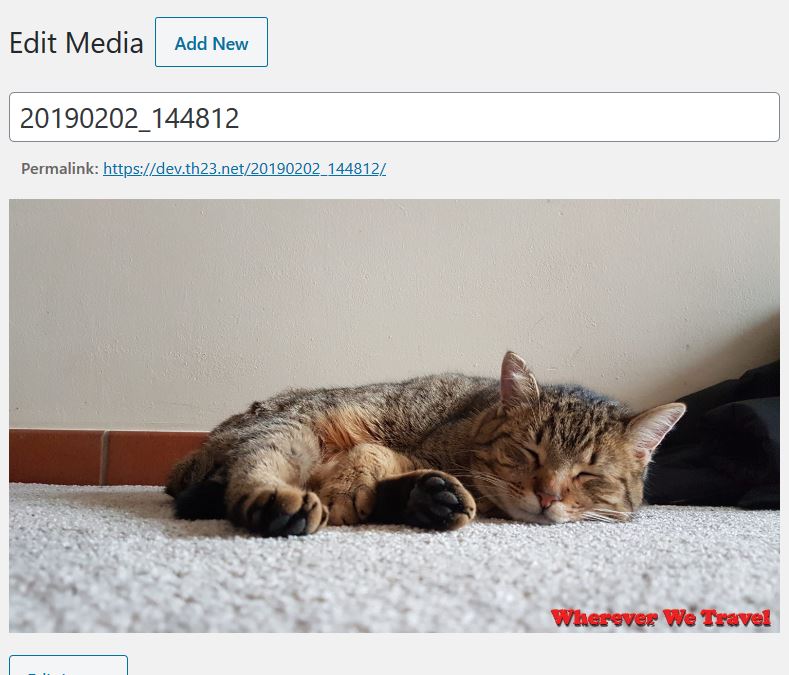 Edit Media
Add New
20190202_144812
Permalink: https://dev.th23.net/20190202_144812/
Wherever We Travel